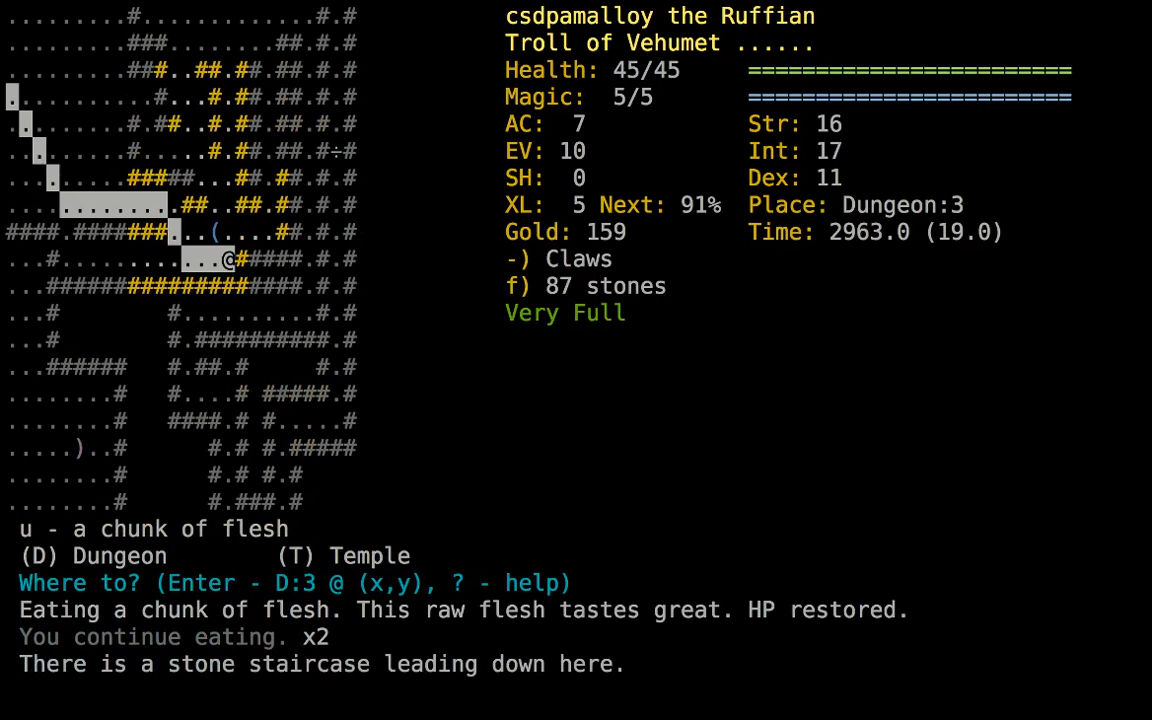 .........#.............#.# csdpamalloy the Ruffian
.........###........##.#.# Troll of Vehumet ......
.........###..##.##.##.#.# Health: 45/45 ========================
...........#...#.##.##.#.# Magic: 5/5 ========================
.........#.##..#.##.##.#.# AC: 7 Str: 16
.........#.....#.##.##.#÷# EV: 10 Int: 17
.........#####...##.##.#.# SH: 0 Dex: 11
.............##..##.##.#.# XL: 5 Next: 91% Place: Dungeon:3
####.#######...(....##.#.# Gold: 159 Time: 2963.0 (19.0)
...#............@#####.#.# -) Claws
...###################.#.# f) 87 stones
...# #..........#.# Very Full
...# #.##########.#
...###### #.##.# #.#
........# #....# #####.#
........# ####.# #.....#
.....)..# #.# #.#####
........# #.# #.#
........# #.###.#
u - a chunk of flesh
(D) Dungeon (T) Temple
Where to? (Enter - D:3 @ (x,y), ? - help)
Eating a chunk of flesh. This raw flesh tastes great. HP restored.
You continue eating. x2
There is a stone staircase leading down here.